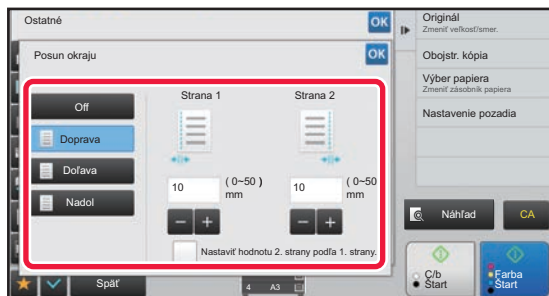 Ostatné
OK
Posun okraju
OK
Off
Doprava
Doľava
Nadol
Strana 1
Strana 2
10
( 0~50 )
mm
10
( 0~50
mm
Nastaviť hodnotu 2. strany podľa 1. strany.
Späť
4 A3
Originál
Zmeniť veľkosť/smer.
Obojstr. kópia
Výber papiera
Zmeniť zásobník papiera
Nastavenie pozadia
Náhľad
CA
Č/b
Štart
Farba
Štart